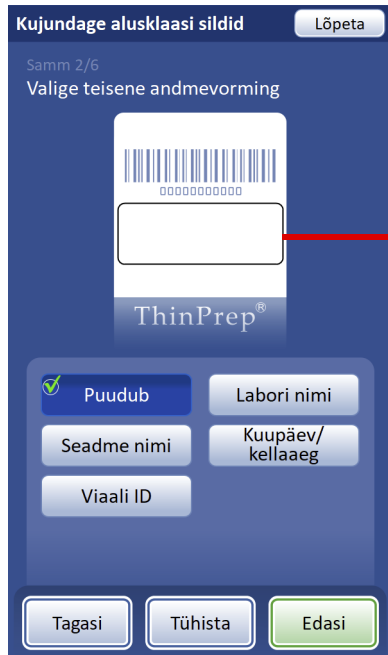 Kujundage alusklaasi sildid
Lõpeta
Samm 2/6
Valige teisene andmevorming
00000000000
ThinPrep®
Puudub
Labori nimi
Seadme nimi
Kuupäev/
kellaaeg
Viaali ID
Tagasi
Tühista
Edasi